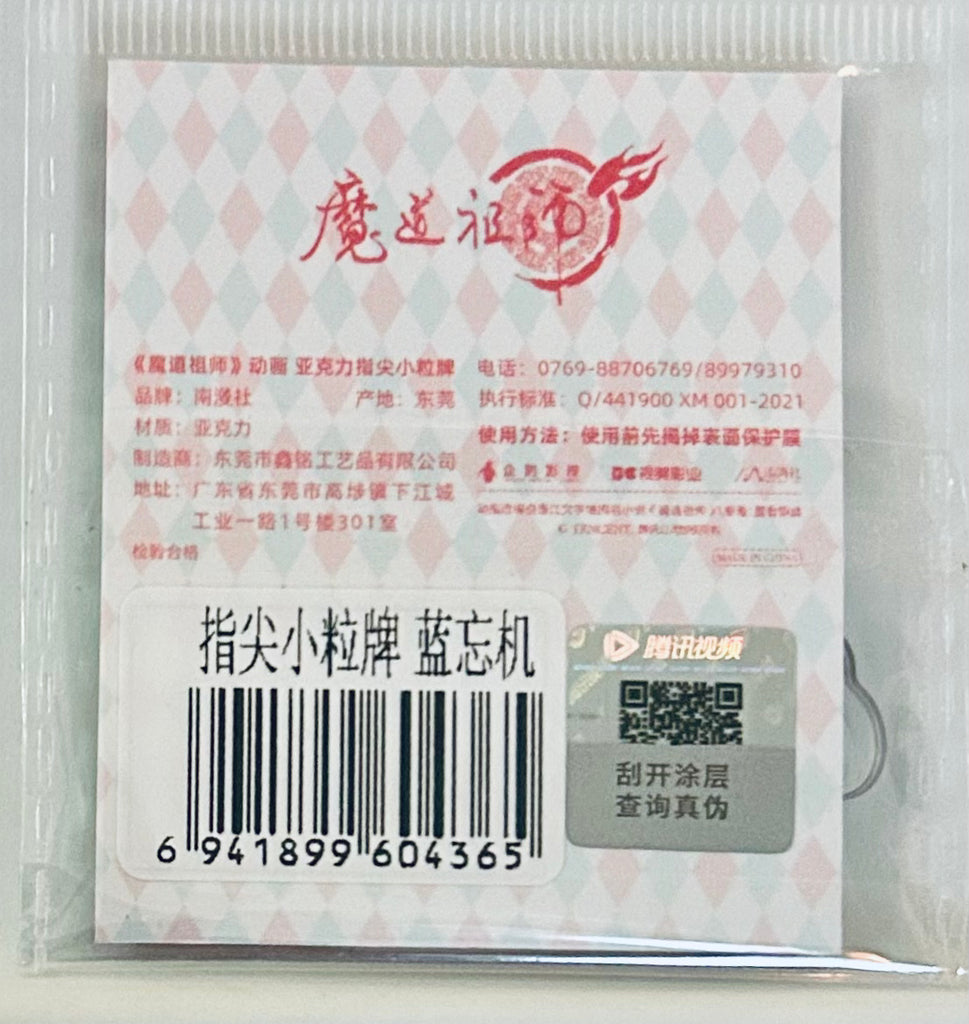 魔道祖师
《魔道祖师》动画 亚克力指尖小粒牌
品牌：南漫社 产地：东莞
材质：亚克力
制造商：东莞市鑫铭工艺品有限公司
地址：广东省东莞市高埗镇下江城
工业一路1号楼301室
检验合格
电话：0769-88706769/89979310
执行标准：Q/441900 XM 001-2021
使用方法：使用前先揭掉表面保护膜
视美影业
MADE IN CHINA
指尖小粒牌 蓝忘机
6 941899 604365
腾讯视频
刮开涂层
查询真伪